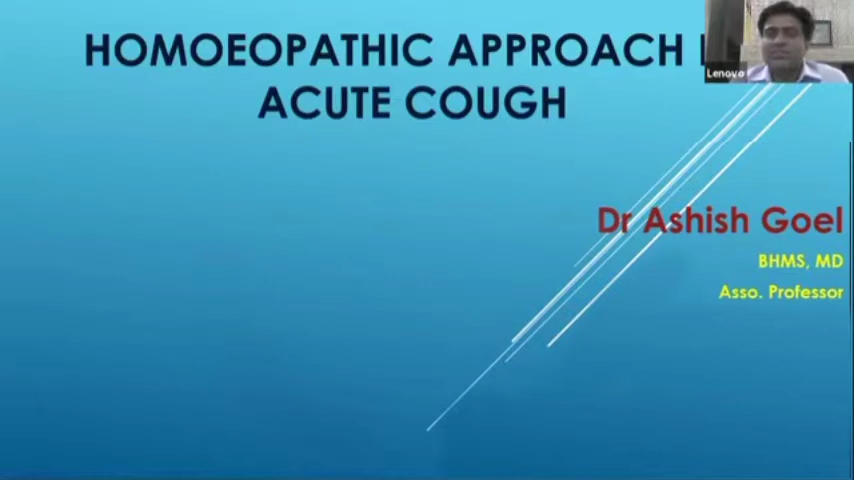 HOMOEOPATHIC APPROACH
ACUTE COUGH
Lenovo
Dr Ashish Goel
BHMS, MD
Asso. Professor